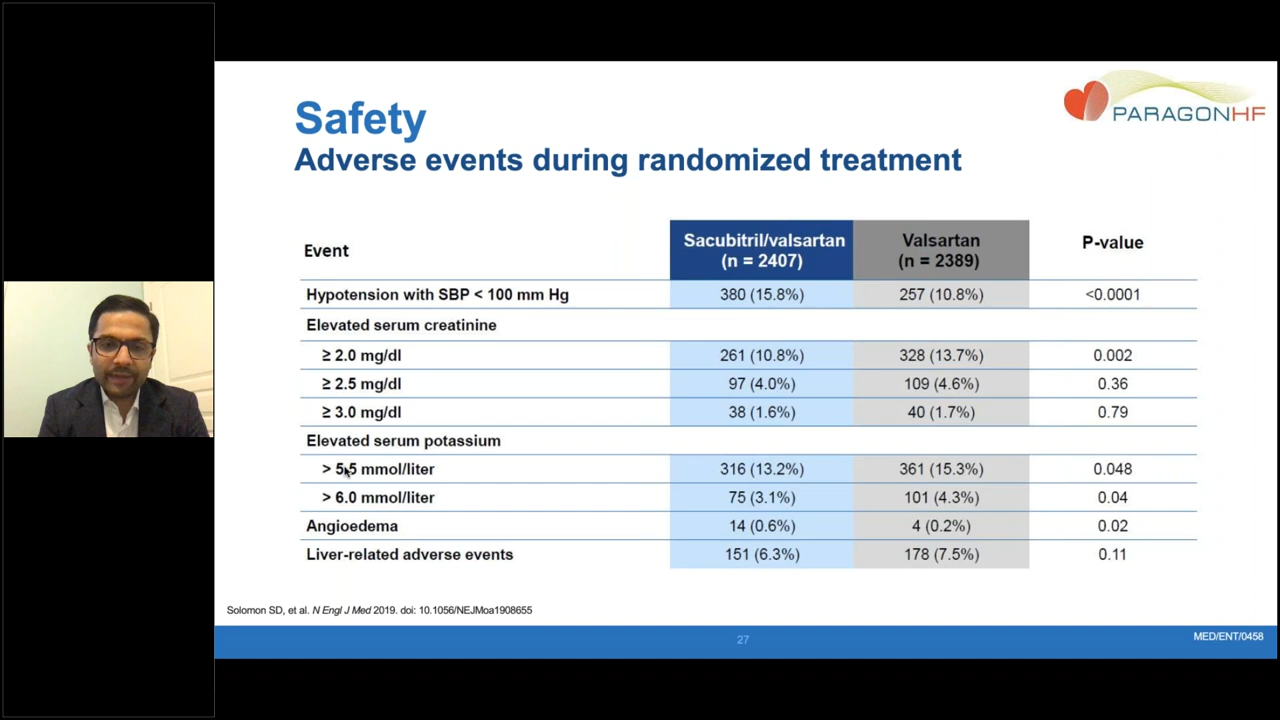 PARAGONHF
Safety
Adverse events during randomized treatment
Event Sacubitril/valsartan (n = 2407) Valsartan (n = 2389) P-value
Hypotension with SBP < 100 mm Hg 380 (15.8%) 257 (10.8%) <0.0001
Elevated serum creatinine
≥ 2.0 mg/dl 261 (10.8%) 328 (13.7%) 0.002
≥ 2.5 mg/dl 97 (4.0%) 109 (4.6%) 0.36
≥ 3.0 mg/dl 38 (1.6%) 40 (1.7%) 0.79
Elevated serum potassium
> 5.5 mmol/liter 316 (13.2%) 361 (15.3%) 0.048
> 6.0 mmol/liter 75 (3.1%) 101 (4.3%) 0.04
Angioedema 14 (0.6%) 4 (0.2%) 0.02
Liver-related adverse events 151 (6.3%) 178 (7.5%) 0.11
Solomon SD, et al. N Engl J Med 2019. doi: 10.1056/NEJMoa1908655
27
MED/ENT/0458